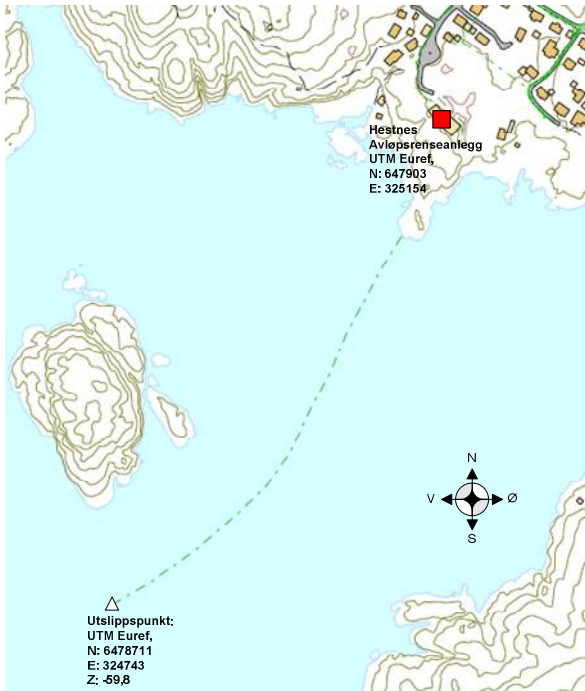 Hestnes
Avløpsrenseanlegg
UTM Euref,
N: 647903
E: 325154
N
V
Ø
S
Utslippspunkt:
UTM Euref,
N: 6478711
E: 324743
Z: -59,8